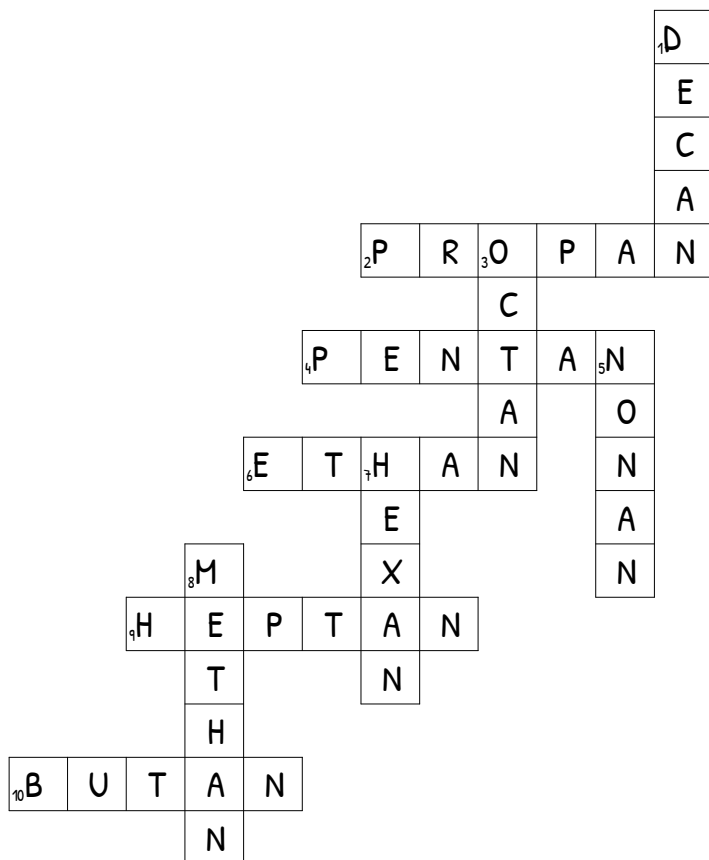 1D
E
C
A
2P R 3O P A N
C
4P E N T A 5N
A O
6E T 7H A N N
E A
8M X N
9H E P T A N
T N
H
10B U T A N
N